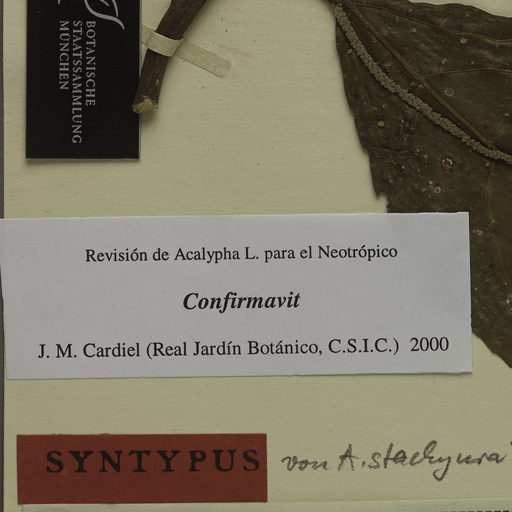 BOTANISCHE
STAATSSAMMLUNG
MÜNCHEN
Revisión de Acalypha L. para el Neotrópico
Confirmavit
J. M. Cardiel (Real Jardín Botánico, C.S.I.C.) 2000
SYNTYPUS von A. stachyura